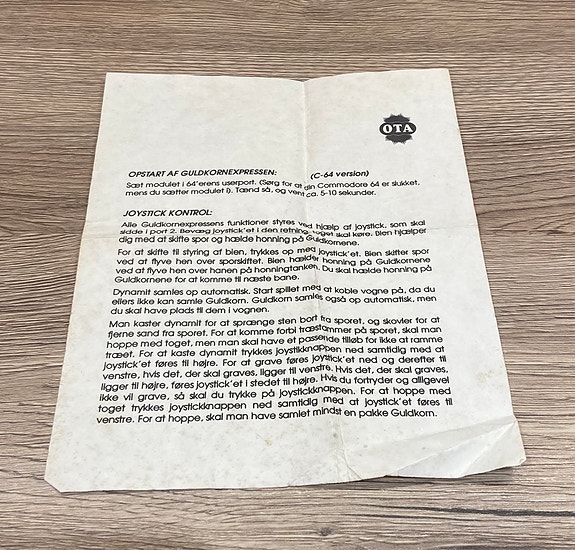 OTA
OPSTART AF GULDKORNEXPRESSEN: (C-64 version)
Sæt modulet i 64'erens userport. (Sørg for at din Commodore 64 er slukket,
mens du sætter modulet i). Tænd så, og vent ca. 5-10 sekunder.
JOYSTICK KONTROL:
Alle Guldkornexpressens funktioner styres ved hjælp af joystick, som skal
sidde i port 2. Bevæg joystick'et i den retning, toget skal køre. Bien hjælper
dig med at skifte spor og hælde honning på Guldkornene.
For at skifte til styring af bien, trykkes op med joystick'et. Bien skifter spor
ved at flyve hen over sporskiftet. Bien hælder honning på Guldkornene
ved at flyve hen over hanen på honningtanken. Du skal hælde honning på
Guldkornene for at komme til næste bane.
Dynamit samles op automatisk. Start spillet med at koble vogne på, da du
ellers ikke kan samle Guldkorn. Guldkorn samles også op automatisk, men
du skal have plads til dem i vognen.
Man kaster dynamit for at sprænge sten bort fra sporet, og skovler for at
fjerne sand fra sporet. For at komme forbi træstammer på sporet, skal man
hoppe med toget, men man skal have et passende tilløb for ikke at ramme
træet. For at kaste dynamit trykkes joystikknappen ned samtidig med at
joystick'et føres til højre. For at grave føres joystick'et ned og derefter til
venstre, hvis det, der skal graves, ligger til venstre. Hvis det, der skal graves,
ligger til højre, føres joystick'et i stedet til højre. Hvis du fortryder og alligevel
ikke vil grave, så skal du trykke på joystickknappen. For at hoppe med
toget trykkes joystickknappen ned samtidig med at joystick'et føres til
venstre. For at hoppe, skal man have samlet mindst en pakke Guldkorn.